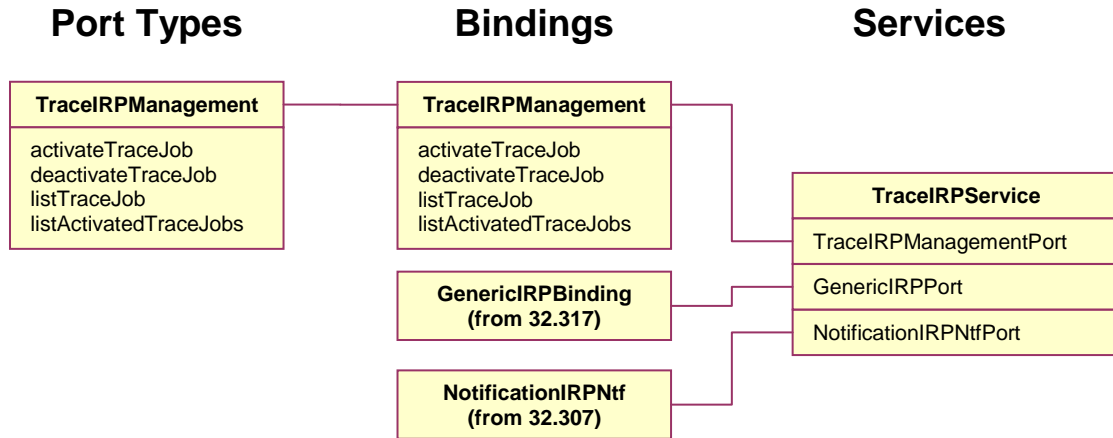 Port Types
Bindings
Services
TraceIRPManagement
activateTraceJob
deactivateTraceJob
listTraceJob
listActivatedTraceJobs
TraceIRPManagement
activateTraceJob
deactivateTraceJob
listTraceJob
listActivatedTraceJobs
GenericIRPBinding
(from 32.317)
NotificationIRPNtf
(from 32.307)
TraceIRPService
TraceIRPManagementPort
GenericIRPPort
NotificationIRPNtfPort